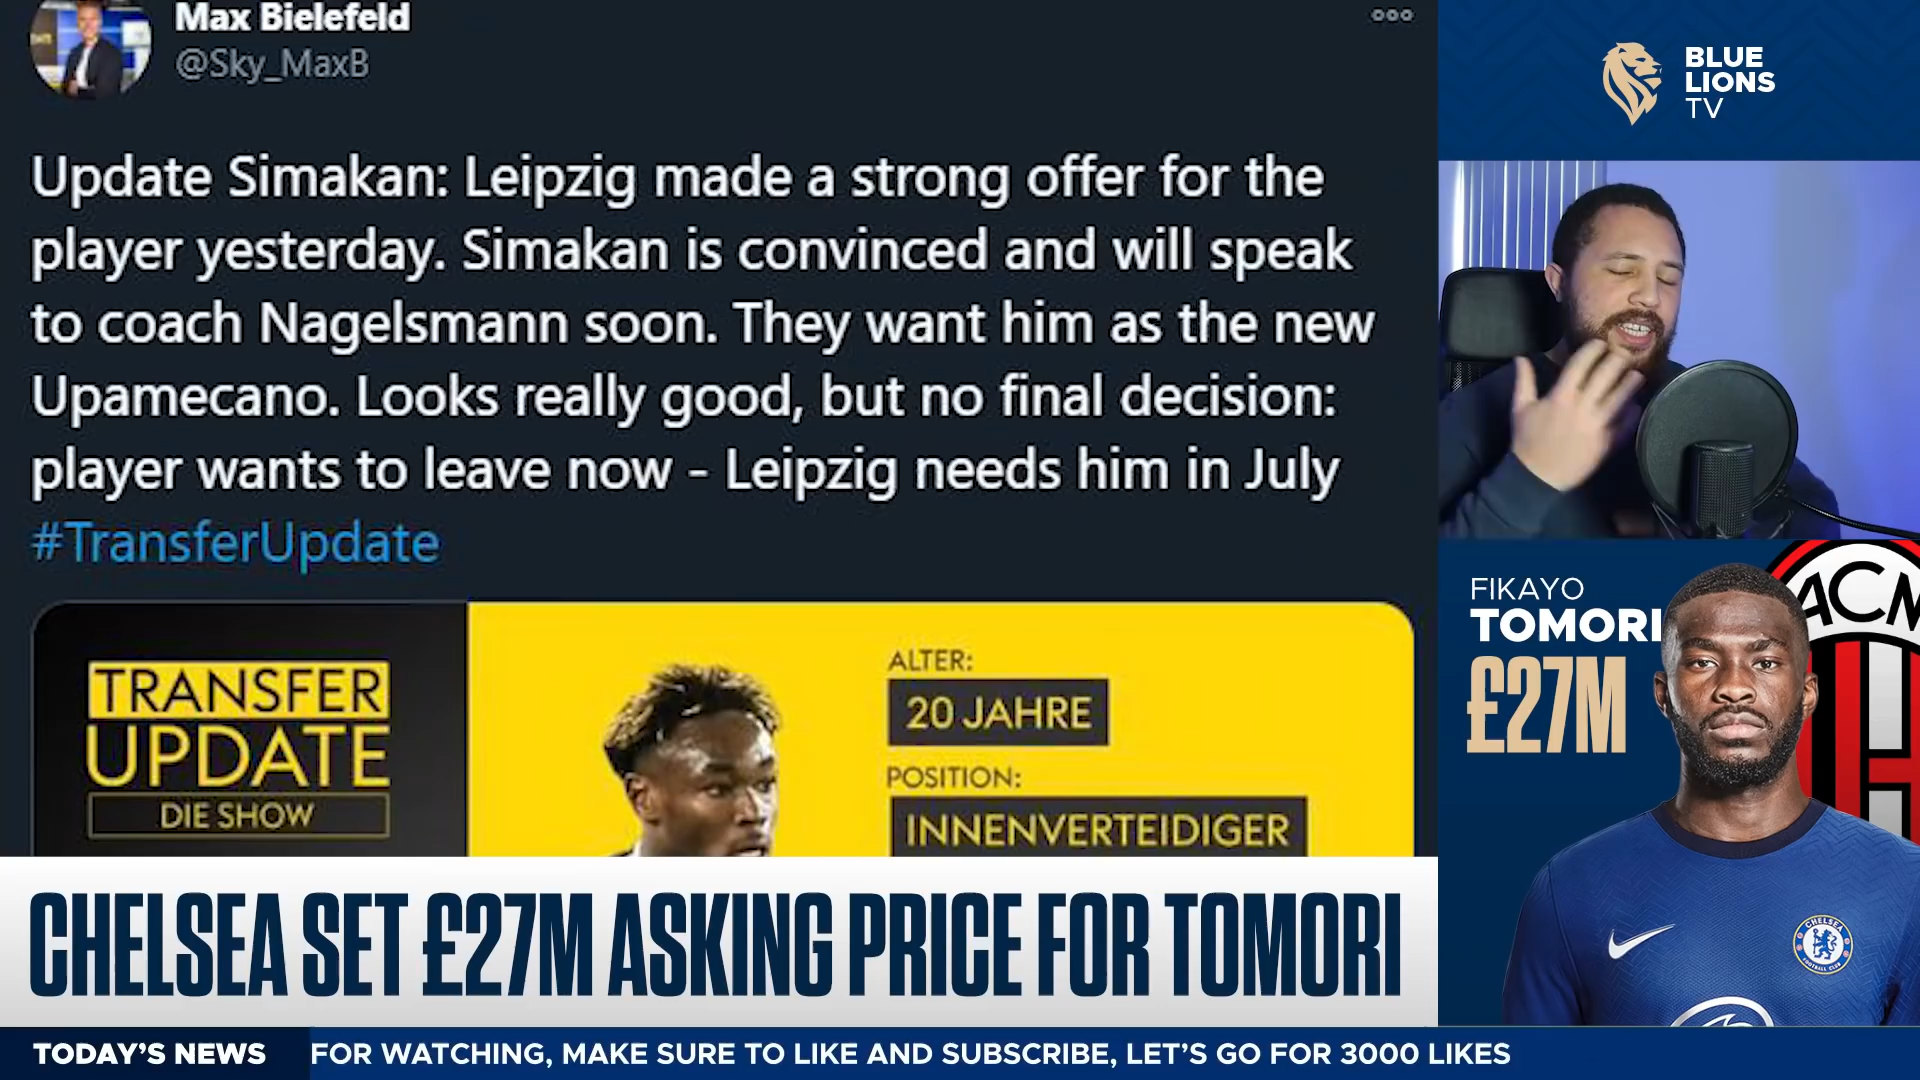 Max Bielefeld
@Sky_MaxB
Update Simakan: Leipzig made a strong offer for the
player yesterday. Simakan is convinced and will speak
to coach Nagelsmann soon. They want him as the new
Upamecano. Looks really good, but no final decision:
player wants to leave now - Leipzig needs him in July
#TransferUpdate
TRANSFER
UPDATE
DIE SHOW
ALTER:
20 JAHRE
POSITION:
INNENVERTEIDIGER
BLUE
LIONS
TV
FIKAYO
TOMORI
£27M
ACM
CHELSEA
FOOTBALL CLUB
CHELSEA SET £27M ASKING PRICE FOR TOMORI
TODAY'S NEWS
FOR WATCHING, MAKE SURE TO LIKE AND SUBSCRIBE, LET'S GO FOR 3000 LIKES